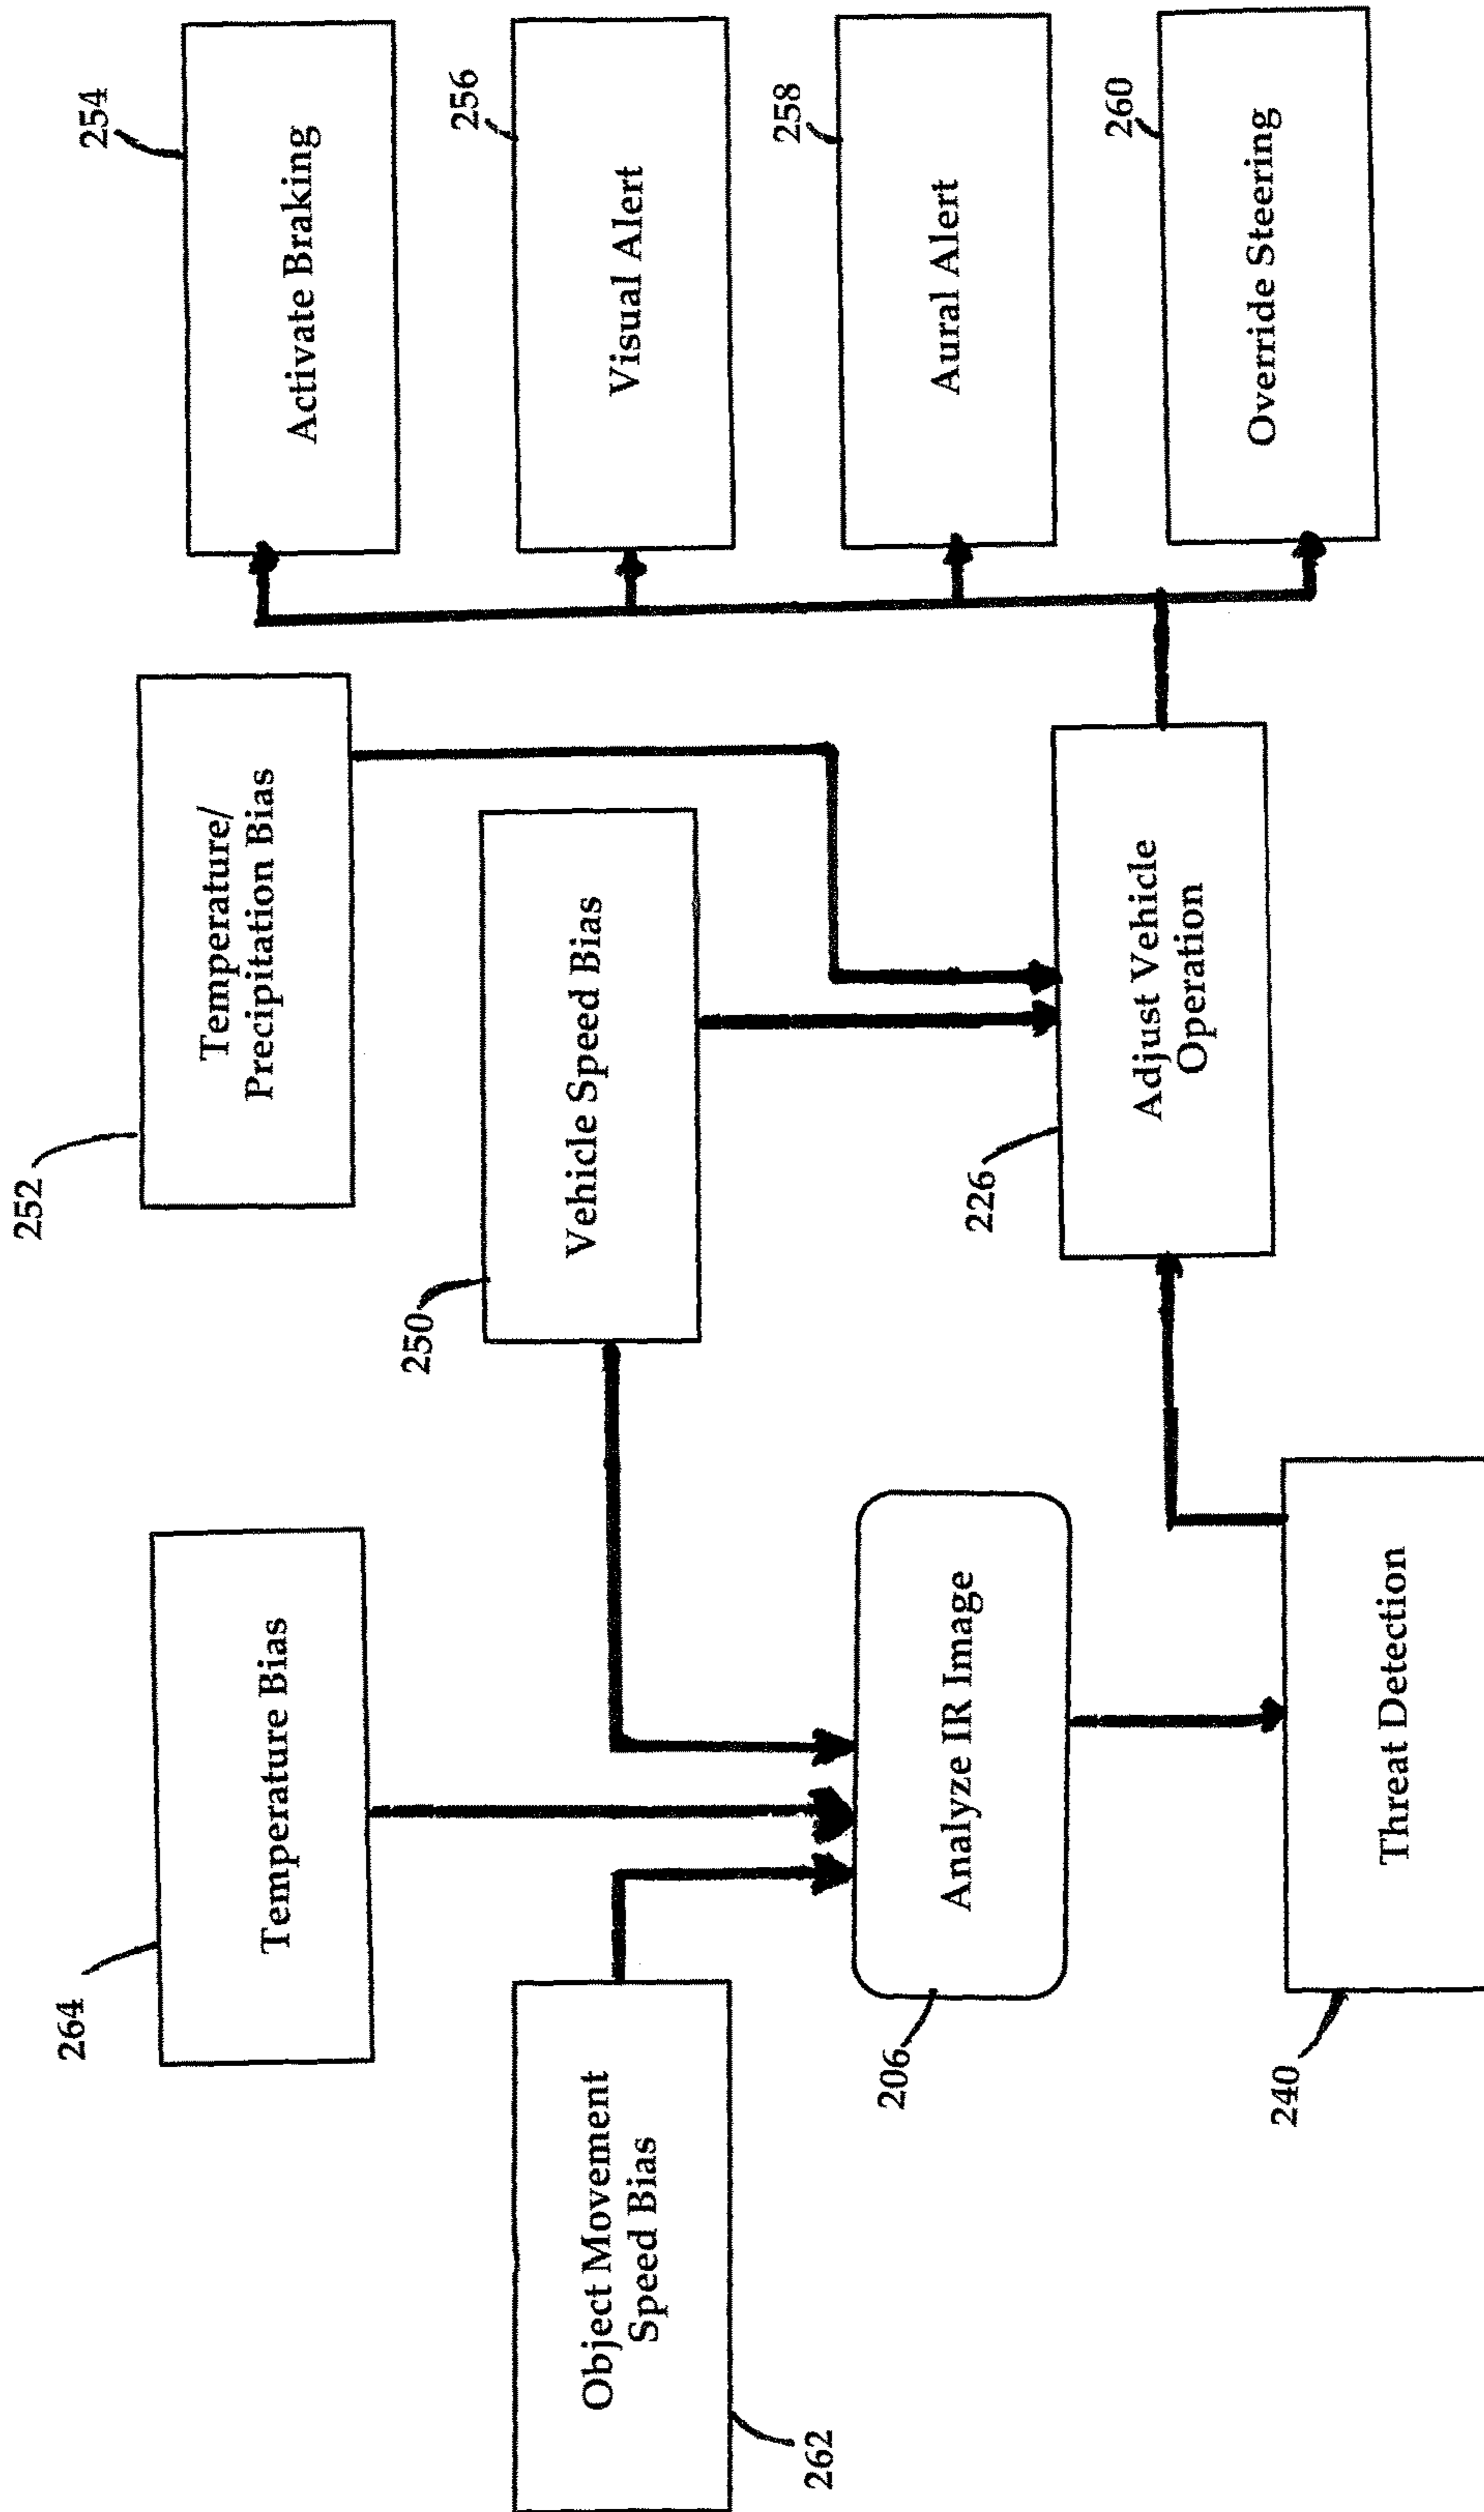 264
Temperature Bias
252
Temperature/
Precipitation Bias
254
Activate Braking
262
Object Movement
Speed Bias
250
Vehicle Speed Bias
256
Visual Alert
206
Analyze IR Image
258
Aural Alert
226
Adjust Vehicle
Operation
260
Override Steering
240
Threat Detection